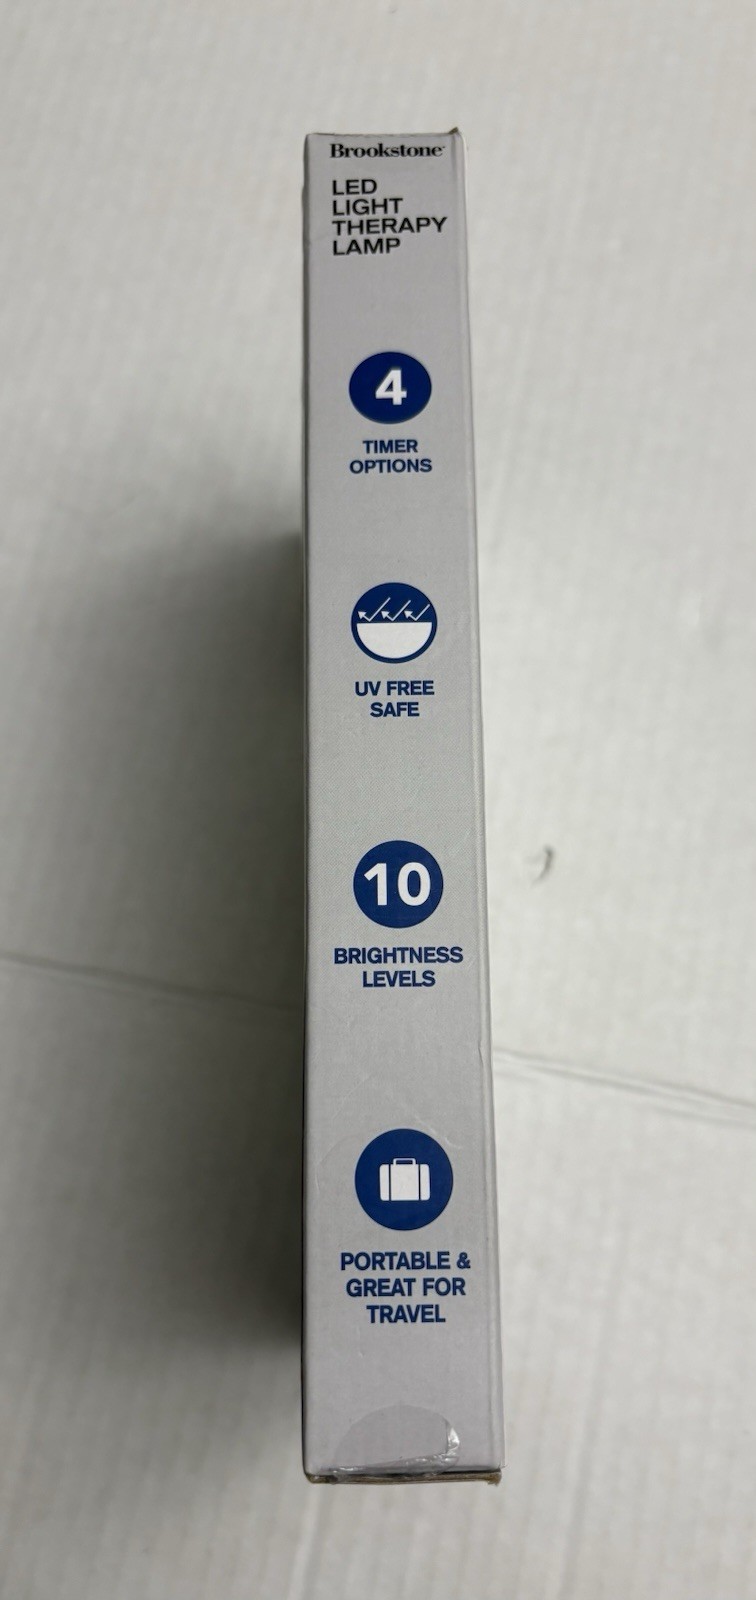 Brookstone
LED
LIGHT
THERAPY
LAMP
4
TIMER
OPTIONS
UV FREE
SAFE
10
BRIGHTNESS
LEVELS
PORTABLE &
GREAT FOR
TRAVEL